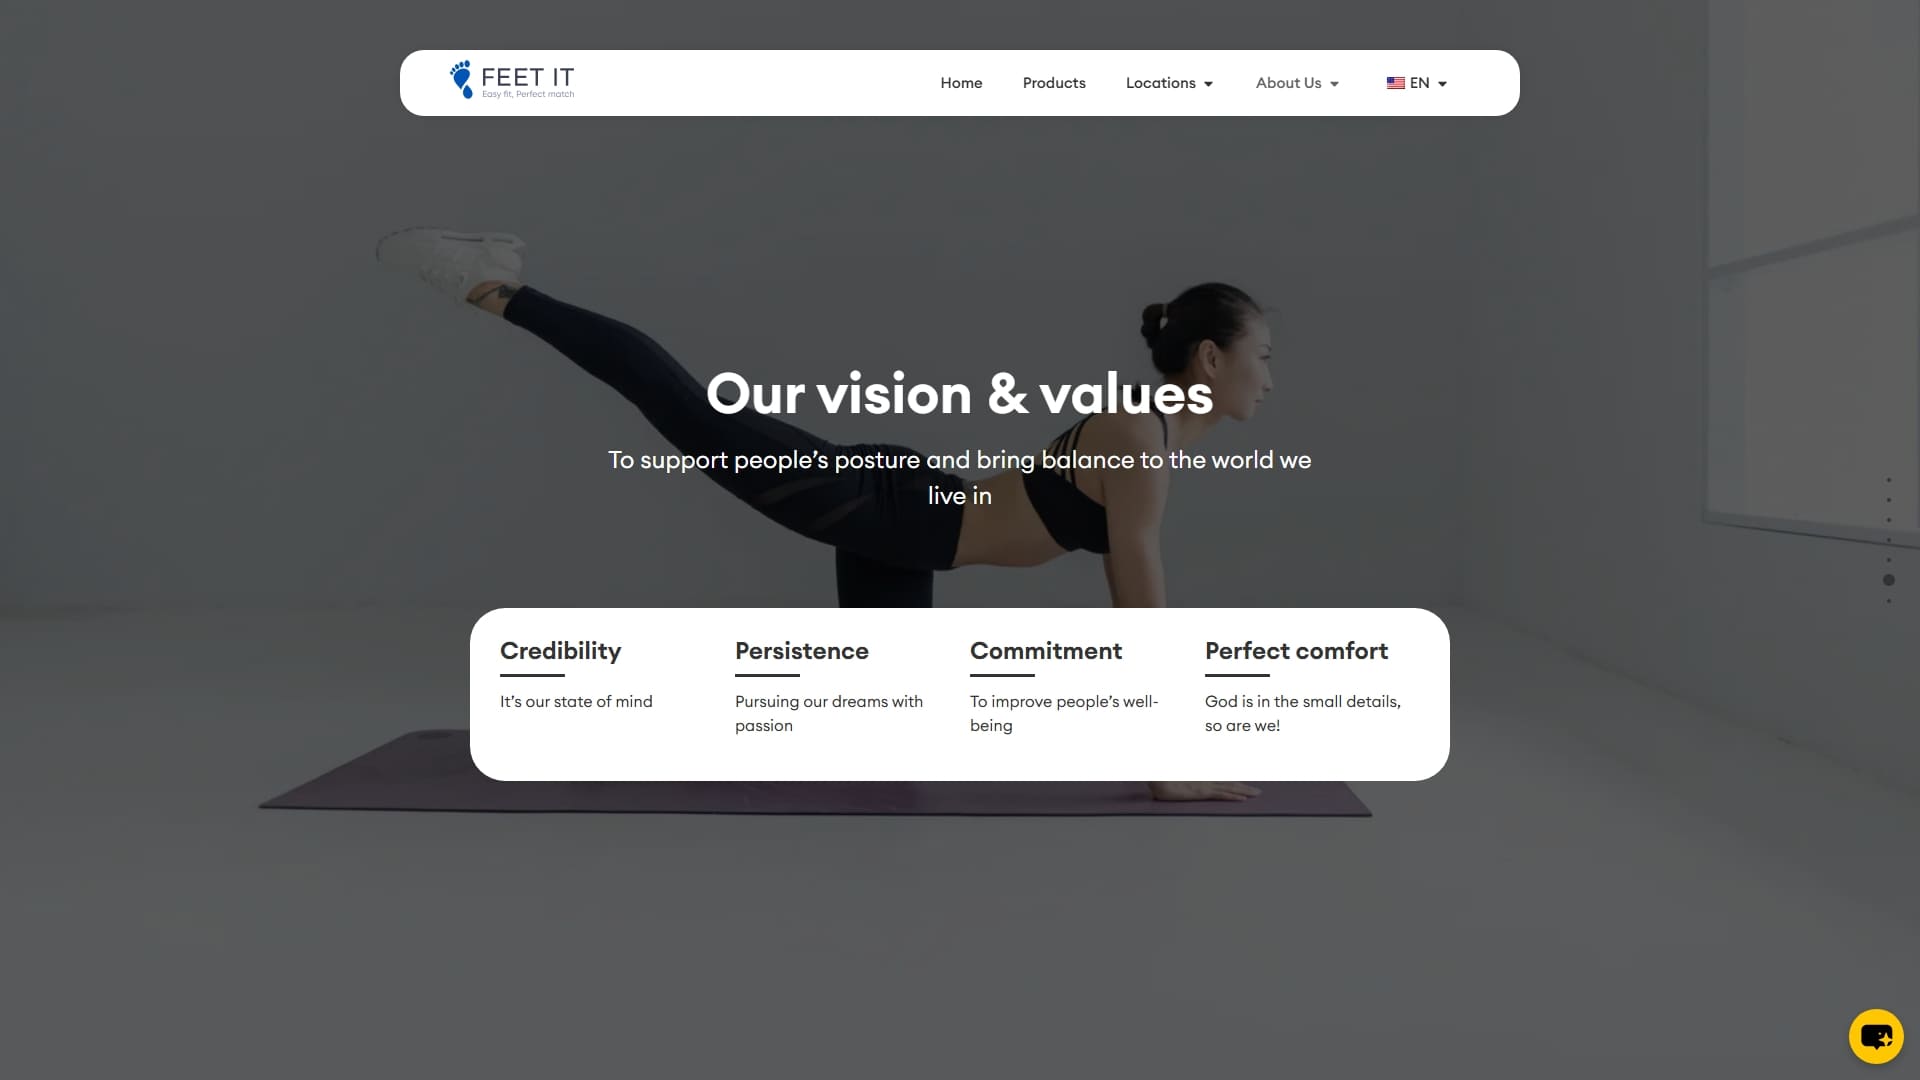 FEET IT
Easy fit, Perfect match
Home
Products
Locations
About Us
EN
Our vision & values
To support people’s posture and bring balance to the world we
live in
Credibility
It’s our state of mind
Persistence
Pursuing our dreams with
passion
Commitment
To improve people’s well-
being
Perfect comfort
God is in the small details,
so are we!